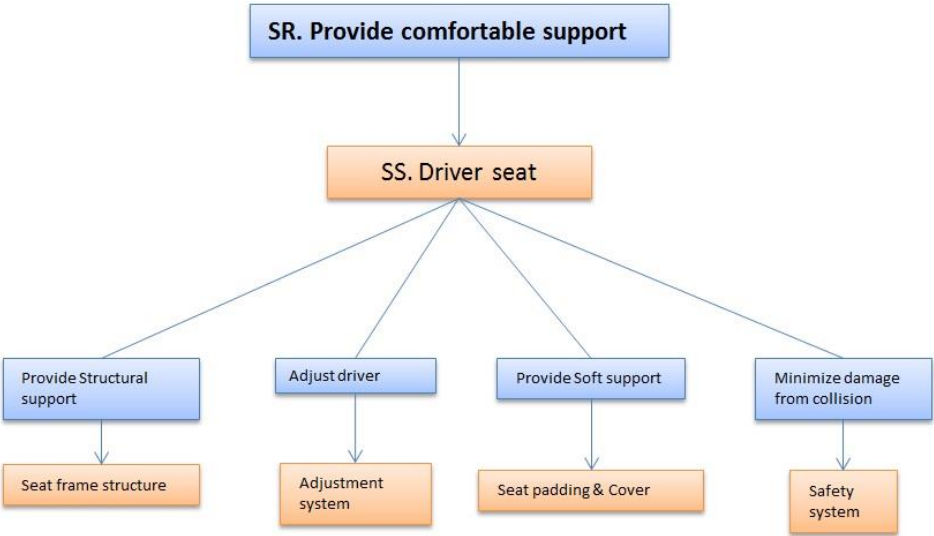 SR. Provide comfortable support
SS. Driver seat
Provide Structural
support
Adjust driver
Provide Soft support
Minimize damage
from collision
Seat frame structure
Adjustment
system
Seat padding & Cover
Safety
system